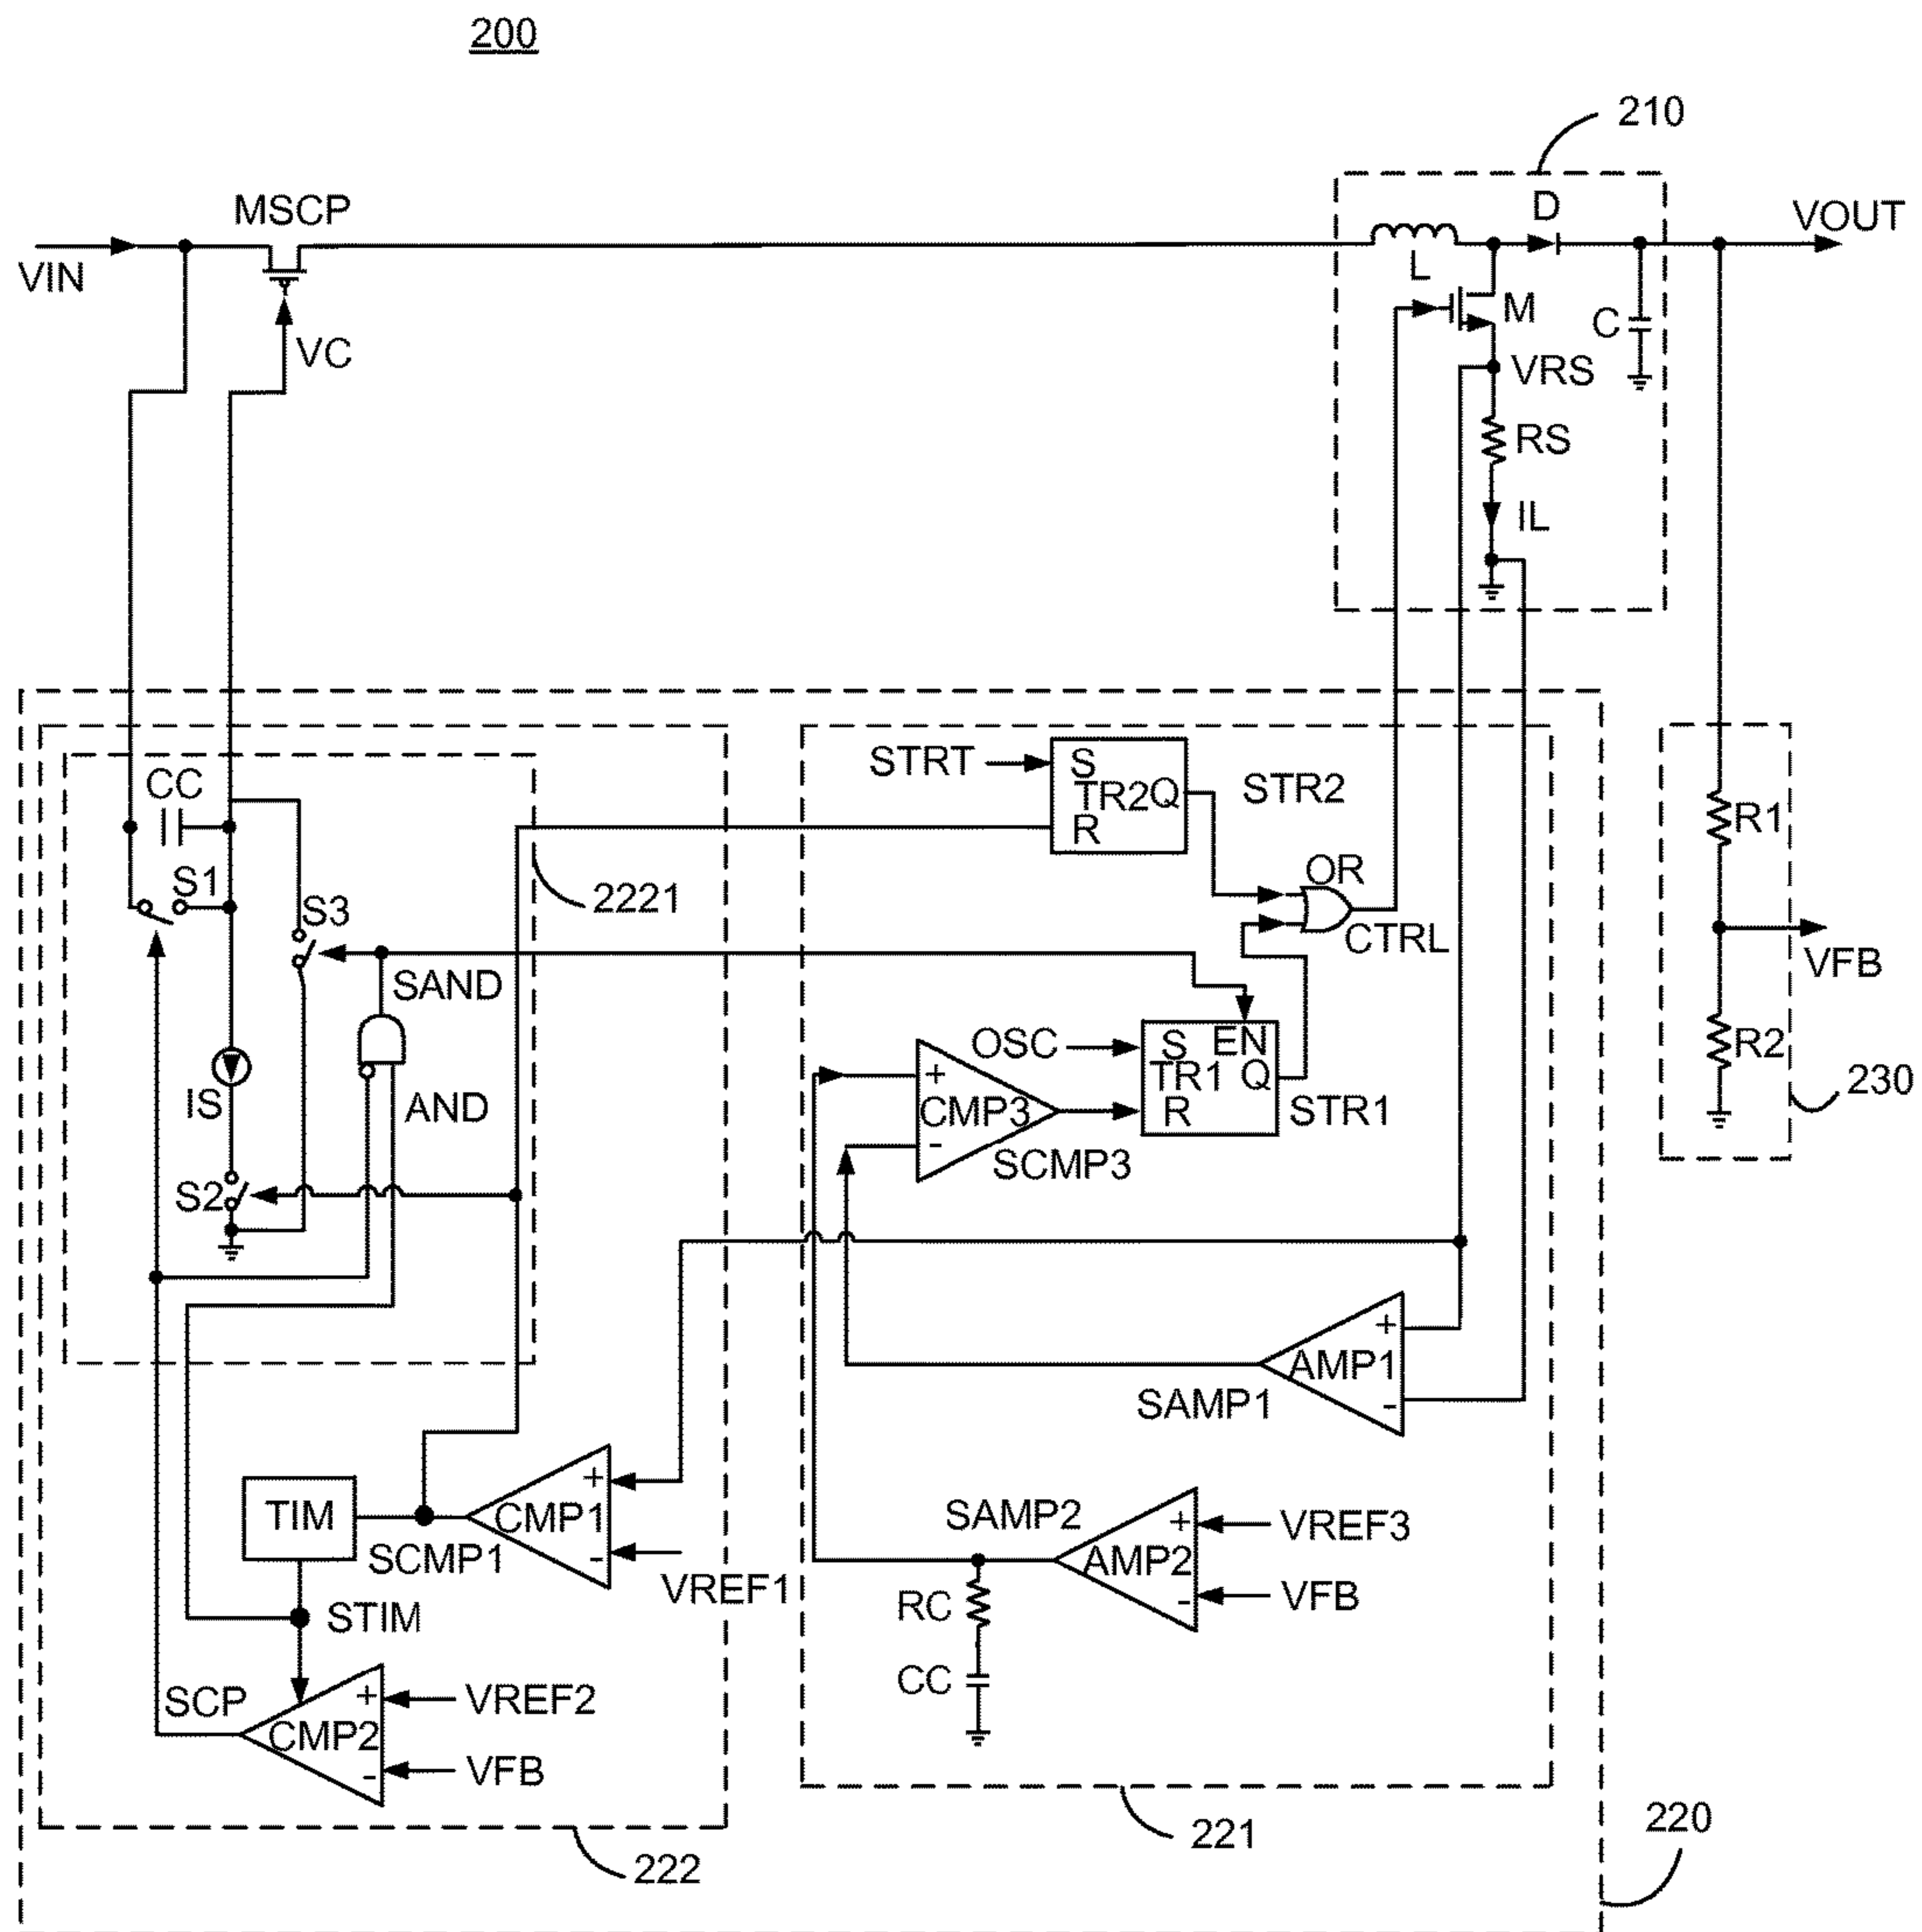 200
210
MSCP
D
VOUT
VIN
L
M
C
VC
VRS
RS
IL
CC
STRT
S
TR2 Q
R
STR2
R1
S1
2221
OR
S3
CTRL
VFB
SAND
OSC
S EN
TR1 Q
R
+
CMP3
-
R2
IS
AND
STR1
230
SCMP3
S2
+
AMP1
-
SAMP1
+
CMP1
-
TIM
SCMP1
VREF1
SAMP2
+
AMP2
-
VREF3
VFB
RC
STIM
CC
SCP
+
CMP2
-
VREF2
VFB
221
220
222